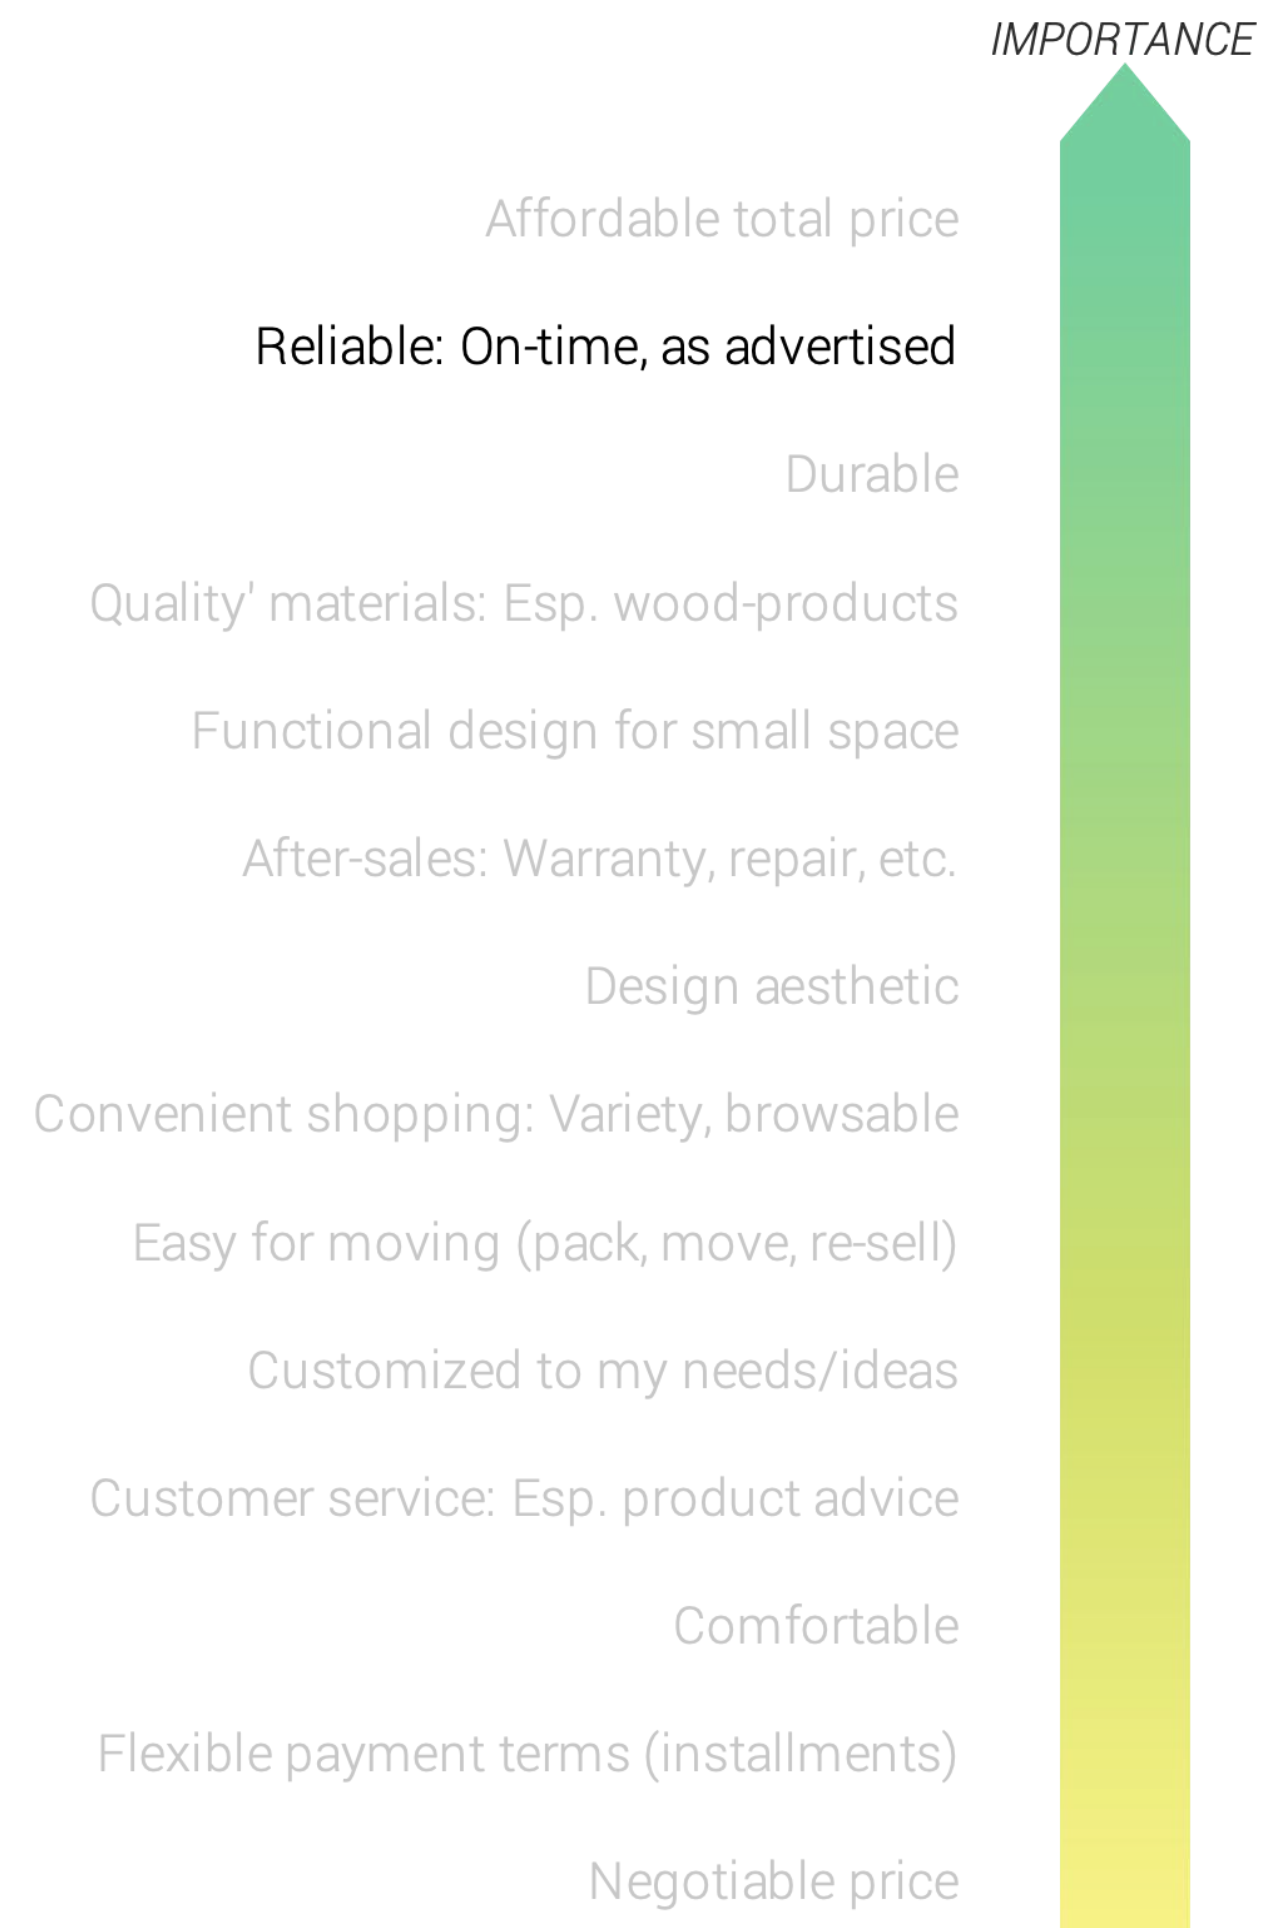 IMPORTANCE
Affordable total price
Reliable: On-time, as advertised
Durable
Quality' materials: Esp. wood-products
Functional design for small space
After-sales: Warranty, repair, etc.
Design aesthetic
Convenient shopping: Variety, browsable
Easy for moving (pack, move, re-sell)
Customized to my needs/ideas
Customer service: Esp. product advice
Comfortable
Flexible payment terms (installments)
Negotiable price